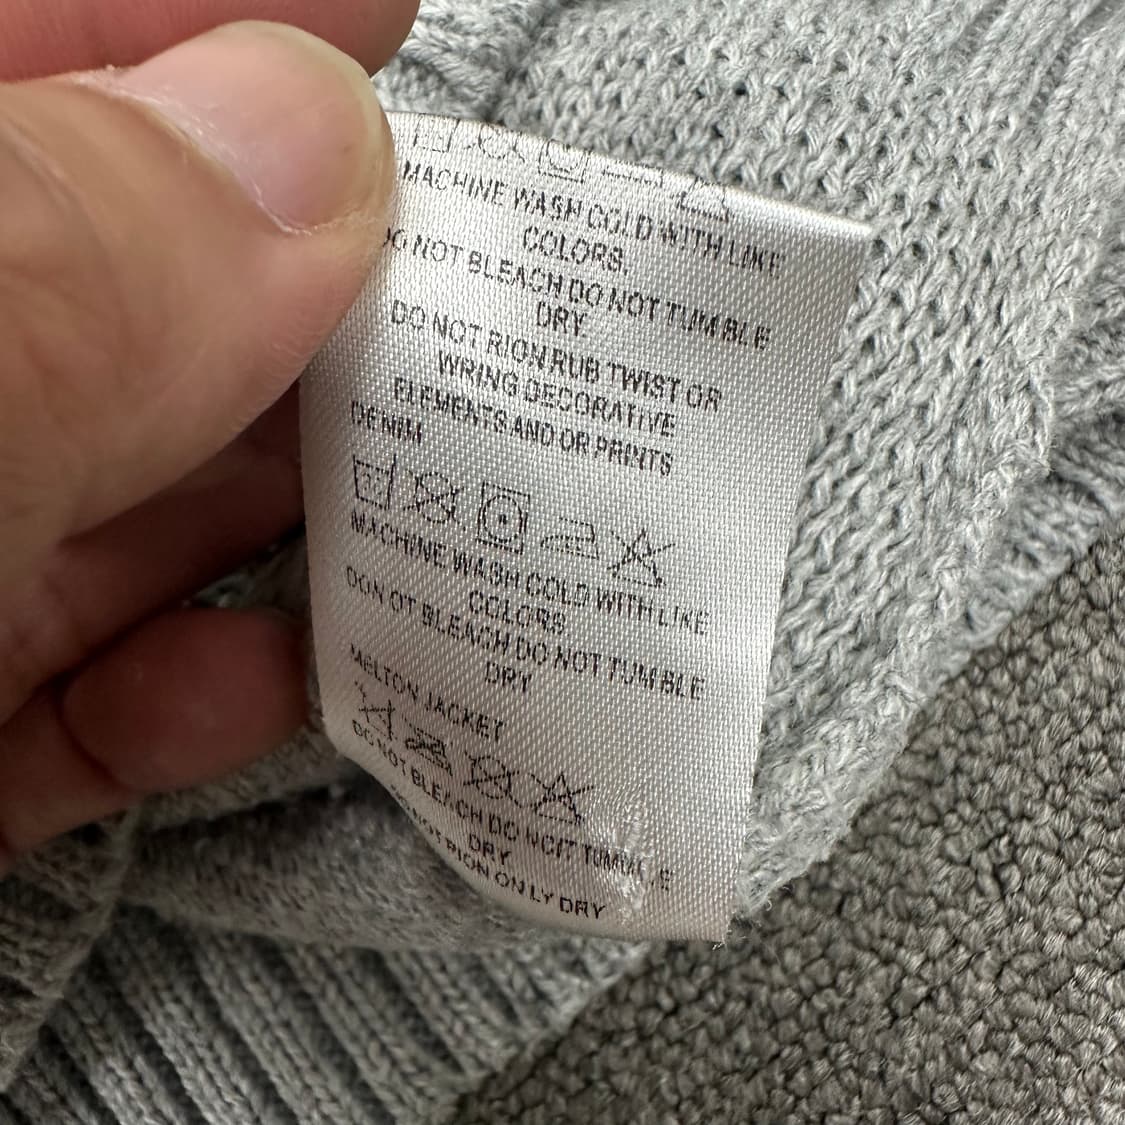 MACHINE WASH COLD WITH LIKE
COLORS.
DO NOT BLEACH DO NOT TUMBLE
DRY
DO NOT RION RUB TWIST OR
WRING DECORATIVE
ELEMENTS AND OR PRINTS
DENIM
MACHINE WASH COLD WITH LIKE
COLORS
DON OT BLEACH DO NOT TUMBLE
DRY
MELTON JACKET
DO NOT BLEACH DO NOT TUMBLE
DRY
DO NOT RION ONLY DRY